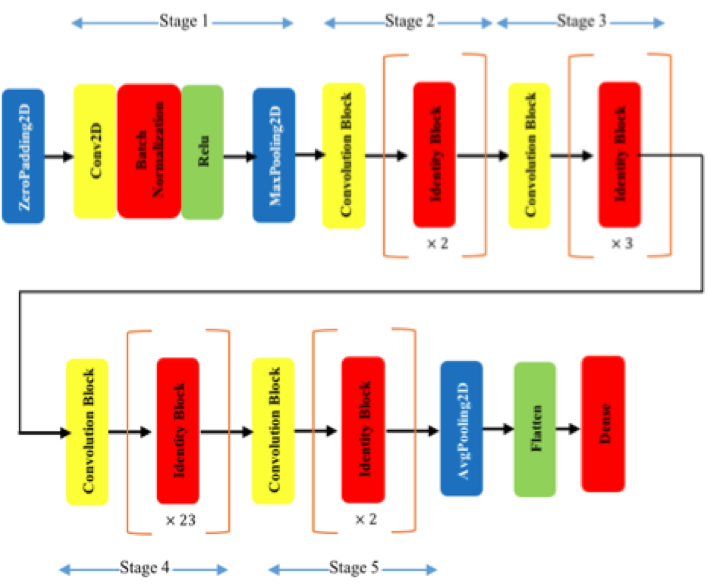 Stage 1
Stage 2
Stage 3
ZeroPadding2D
Conv2D
Batch
Normalization
Relu
MaxPooling2D
Convolution Block
Identity Block
× 2
Convolution Block
Identity Block
× 3
Convolution Block
Identity Block
× 23
Convolution Block
Identity Block
× 2
AvgPooling2D
Flatten
Dense
Stage 4
Stage 5